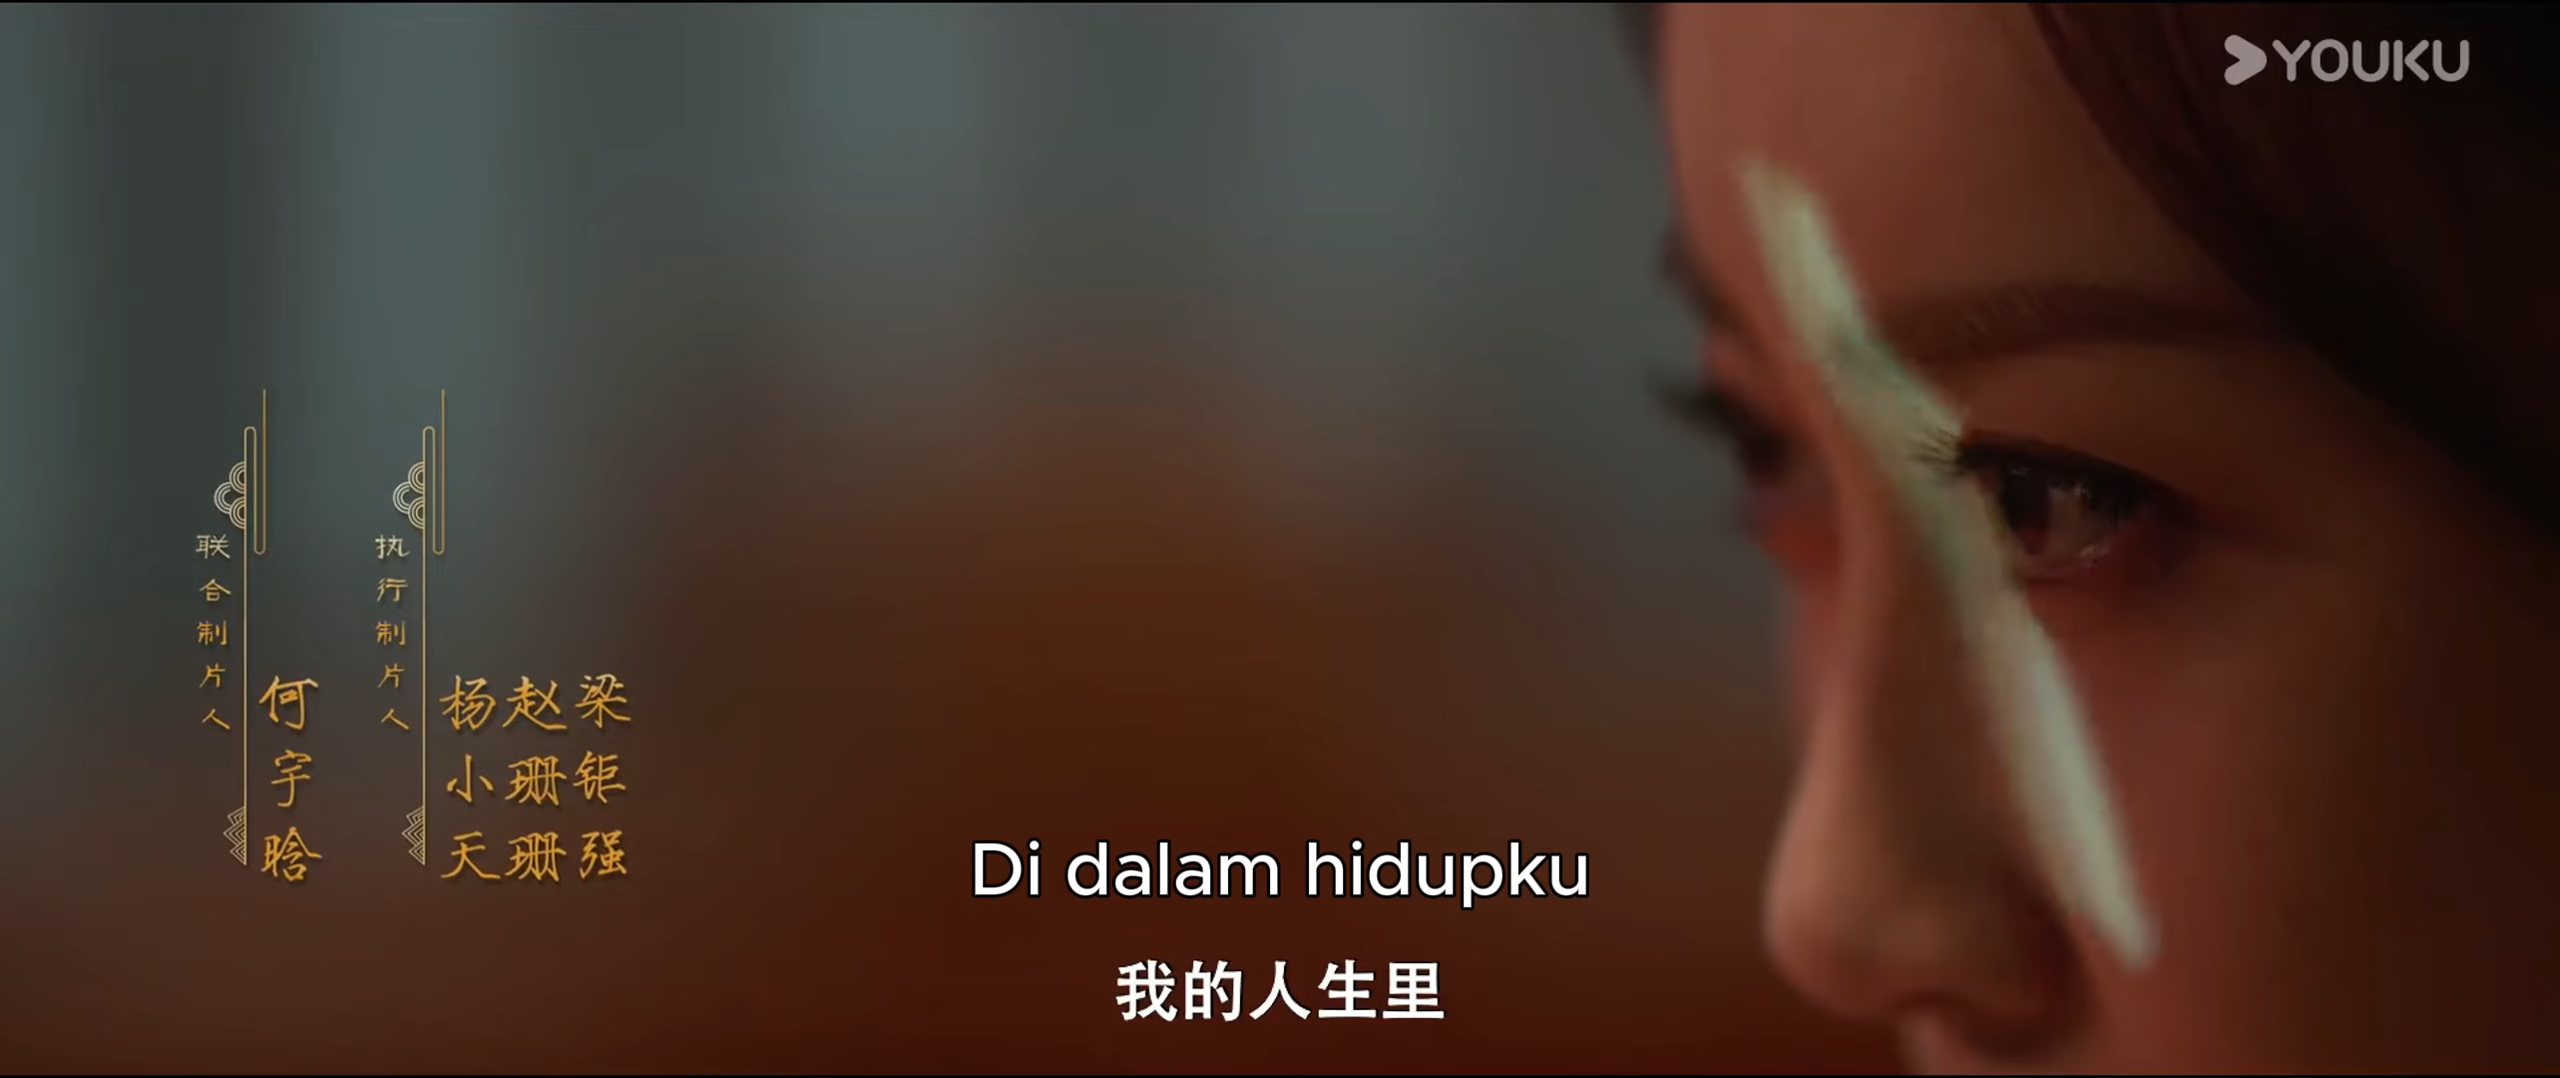 YOUKU
联合制片人
何宇晗
执行制片人
梁钜强
赵珊珊
杨小天
Di dalam hidupku
我的人生里